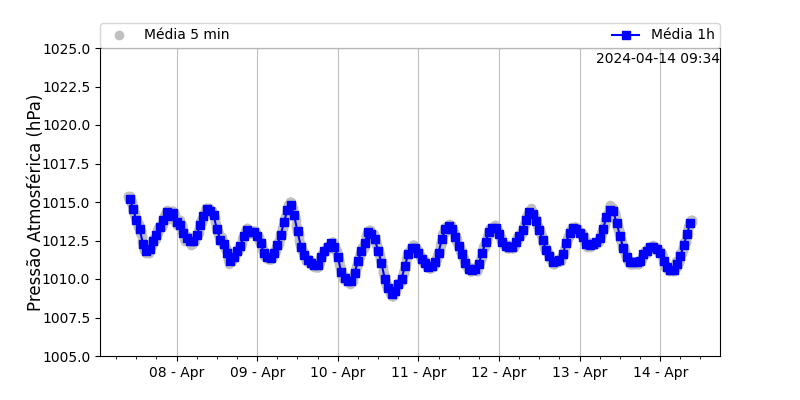 Média 5 min
Média 1h
2024-04-14 09:34
Pressão Atmosférica (hPa)
1025.0
1022.5
1020.0
1017.5
1015.0
1012.5
1010.0
1007.5
1005.0
08 - Apr
09 - Apr
10 - Apr
11 - Apr
12 - Apr
13 - Apr
14 - Apr